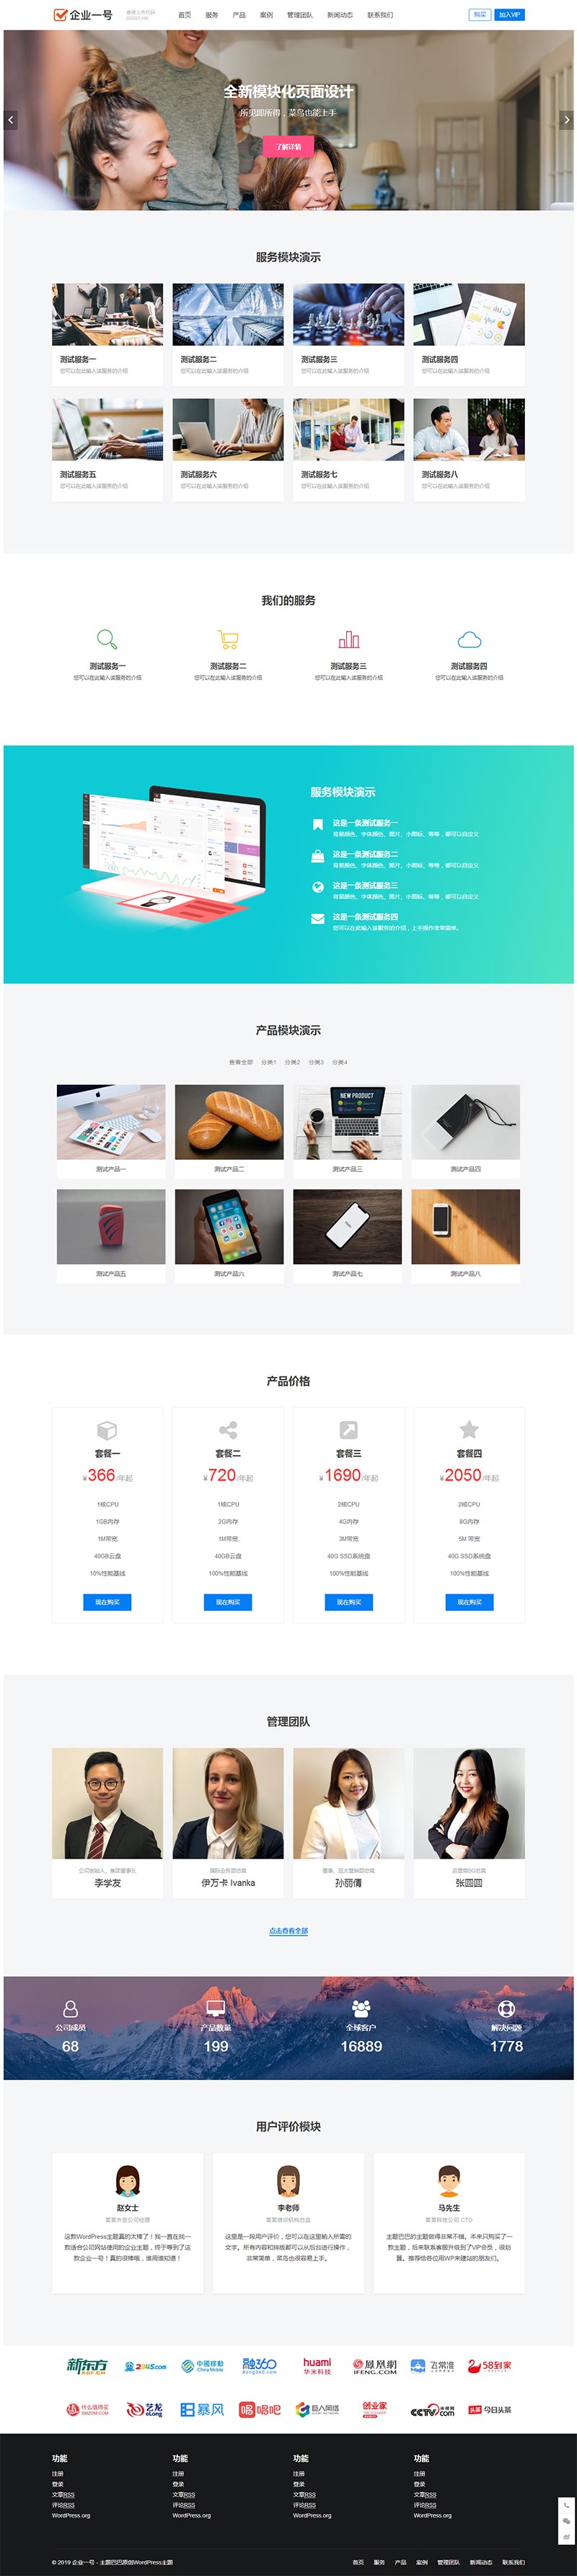 企业一号
首页 服务 产品 案例 管理团队 新闻动态 联系我们
购买 加入VIP
全新模块化页面设计
所见即所得，菜鸟也能上手
了解详情
服务模块演示
测试服务一 测试服务二 测试服务三 测试服务四
您可以在此输入该服务的介绍 您可以在此输入该服务的介绍 您可以在此输入该服务的介绍 您可以在此输入该服务的介绍
测试服务五 测试服务六 测试服务七 测试服务八
您可以在此输入该服务的介绍 您可以在此输入该服务的介绍 您可以在此输入该服务的介绍 您可以在此输入该服务的介绍
我们的服务
测试服务一 测试服务二 测试服务三 测试服务四
您可以在此输入该服务的介绍 您可以在此输入该服务的介绍 您可以在此输入该服务的介绍 您可以在此输入该服务的介绍
服务模块演示
这是一条测试服务一
背景颜色、字体颜色、图片、小图标、等等，都可以自定义
这是一条测试服务二
背景颜色、字体颜色、图片、小图标、等等，都可以自定义
这是一条测试服务三
背景颜色、字体颜色、图片、小图标、等等，都可以自定义
这是一条测试服务四
您可以在此输入该服务的介绍，上手操作非常简单。
产品模块演示
查看全部 分类1 分类2 分类3 分类4
NEW PRODUCT
测试产品一 测试产品二 测试产品三 测试产品四
测试产品五 测试产品六 测试产品七 测试产品八
产品价格
套餐一 套餐二 套餐三 套餐四
¥366/年起 ¥720/年起 ¥1690/年起 ¥2050/年起
1核CPU 1核CPU 2核CPU 2核CPU
1GB内存 2G内存 4G内存 8G内存
1M带宽 1M带宽 3M带宽 5M 带宽
40GB云盘 40GB云盘 40G SSD系统盘 40G SSD系统盘
10%性能基线 100%性能基线 100%性能基线 100%性能基线
现在购买 现在购买 现在购买 现在购买
管理团队
公司创始人、集团董事长 国际业务部总裁 董事、亚太营销部总裁 运营商BG总裁
李学友 伊万卡 Ivanka 孙丽倩 张圆圆
点击查看全部
公司成员 产品数量 全球客户 解决问题
68 199 16889 1778
用户评价模块
赵女士 李老师 马先生
某某外贸公司经理 某某培训机构总监 某某科技公司 CTO
这款WordPress主题真的太棒了！我一直在找一
款适合公司网站使用的企业主题，终于等到了这
款企业一号！真的很棒哦，谁用谁知道！
这里是一段用户评价，您可以在这里输入所需的
文字。所有内容和排版都可以从后台进行操作，
非常简单，菜鸟也很容易上手。
主题巴巴的主题做得非常不错。本来只购买了一
款主题，后来联系客服升级到了VIP会员，很划
算。推荐给各位用WP来建站的朋友们。
新东方 2345.com 中国移动 融360 huami 凤凰网 飞常准 58到家
XDF.CN China Mobile 华米科技 IFENG.COM
什么值得买 艺龙 暴风 唱吧 巨人网络 创业家 CCTV.com 今日头条
SMZDM.COM eLong
功能 功能 功能 功能
注册 注册 注册 注册
登录 登录 登录 登录
文章RSS 文章RSS 文章RSS 文章RSS
评论RSS 评论RSS 评论RSS 评论RSS
WordPress.org WordPress.org WordPress.org WordPress.org
© 2019 企业一号 - 主题巴巴原创WordPress主题
首页 服务 产品 案例 管理团队 新闻动态 联系我们